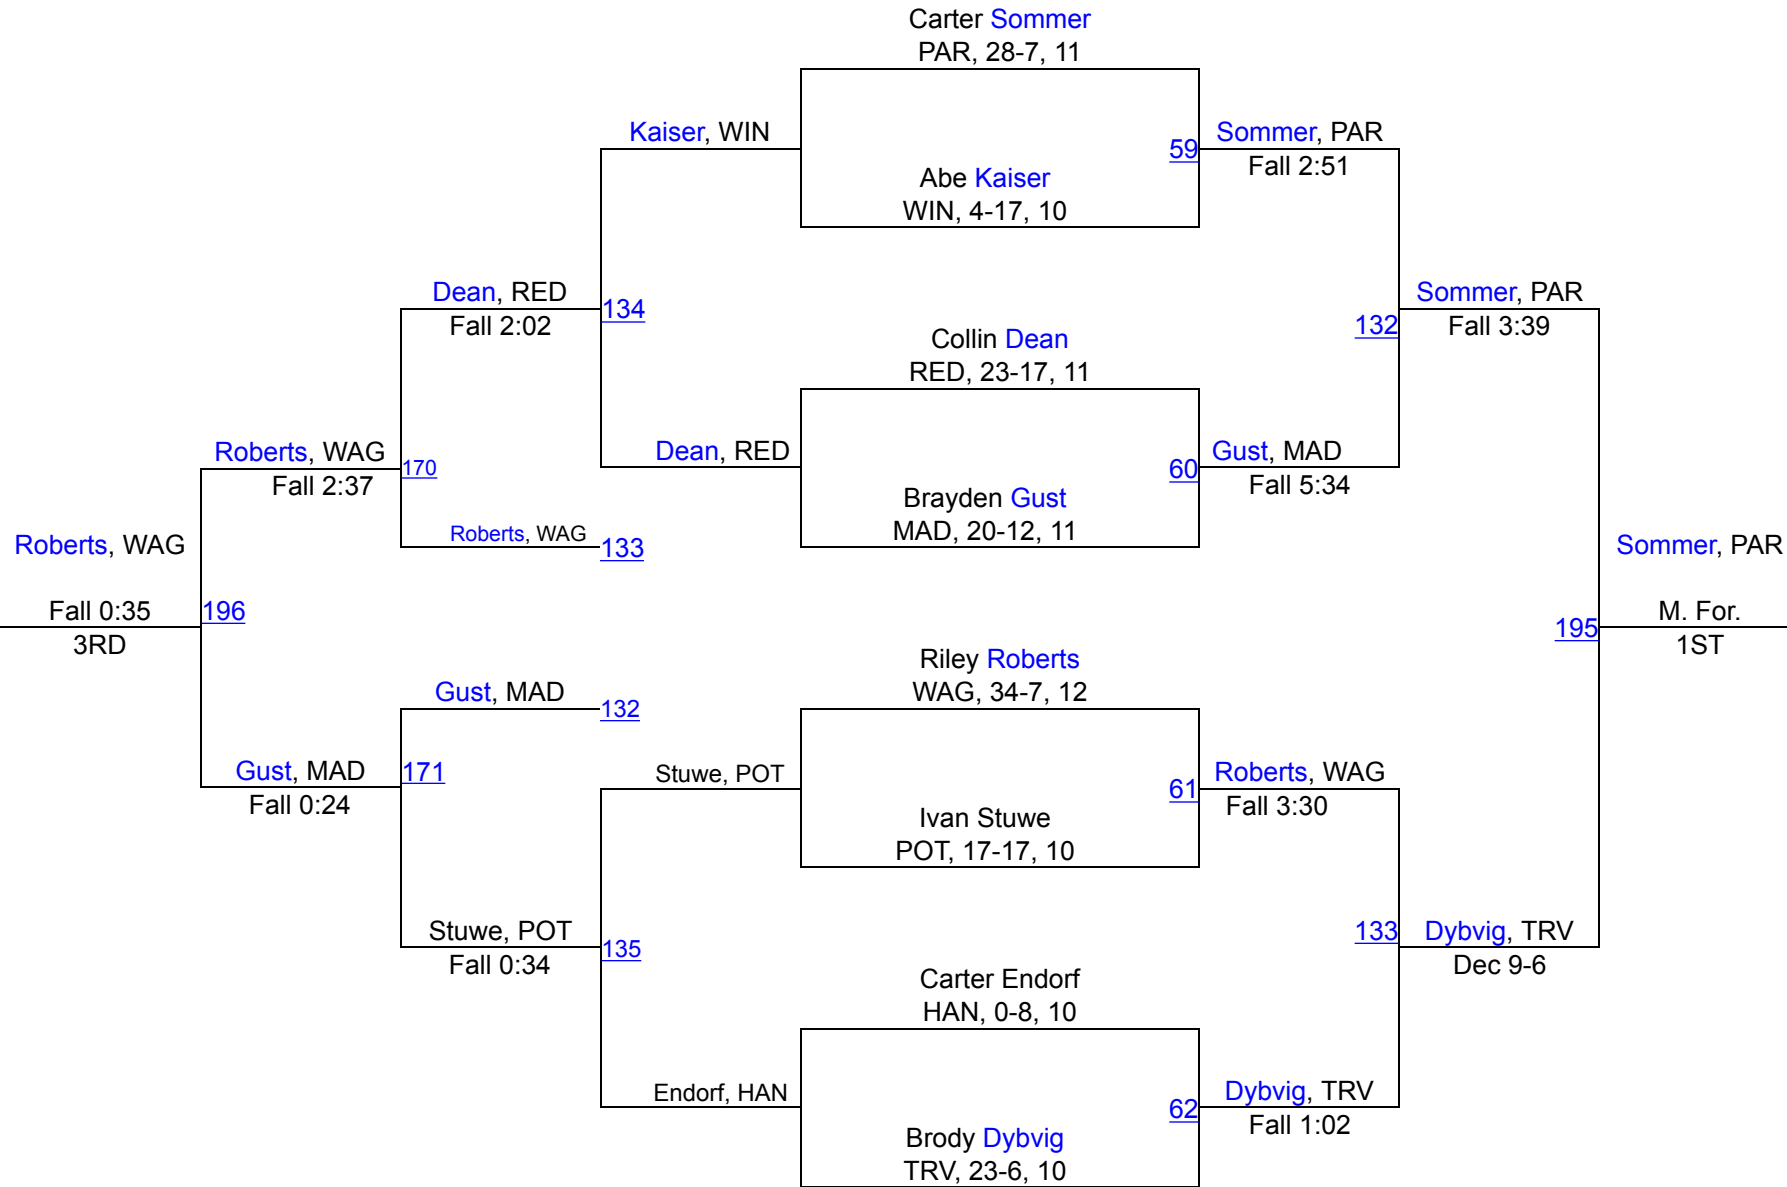 Carter Sommer
PAR, 28-7, 11
Kaiser, WIN
59
Sommer, PAR
Fall 2:51
Abe Kaiser
WIN, 4-17, 10
Dean, RED
Fall 2:02
134
Sommer, PAR
Fall 3:39
132
Collin Dean
RED, 23-17, 11
Roberts, WAG
Fall 2:37
170
Dean, RED
60
Gust, MAD
Fall 5:34
Brayden Gust
MAD, 20-12, 11
Roberts, WAG
133
Roberts, WAG
Fall 0:35
3RD
196
Sommer, PAR
M. For.
1ST
195
Riley Roberts
WAG, 34-7, 12
Gust, MAD
132
Gust, MAD
Fall 0:24
171
Stuwe, POT
61
Roberts, WAG
Fall 3:30
Ivan Stuwe
POT, 17-17, 10
Stuwe, POT
Fall 0:34
135
133
Dybvig, TRV
Dec 9-6
Carter Endorf
HAN, 0-8, 10
Endorf, HAN
62
Dybvig, TRV
Fall 1:02
Brody Dybvig
TRV, 23-6, 10